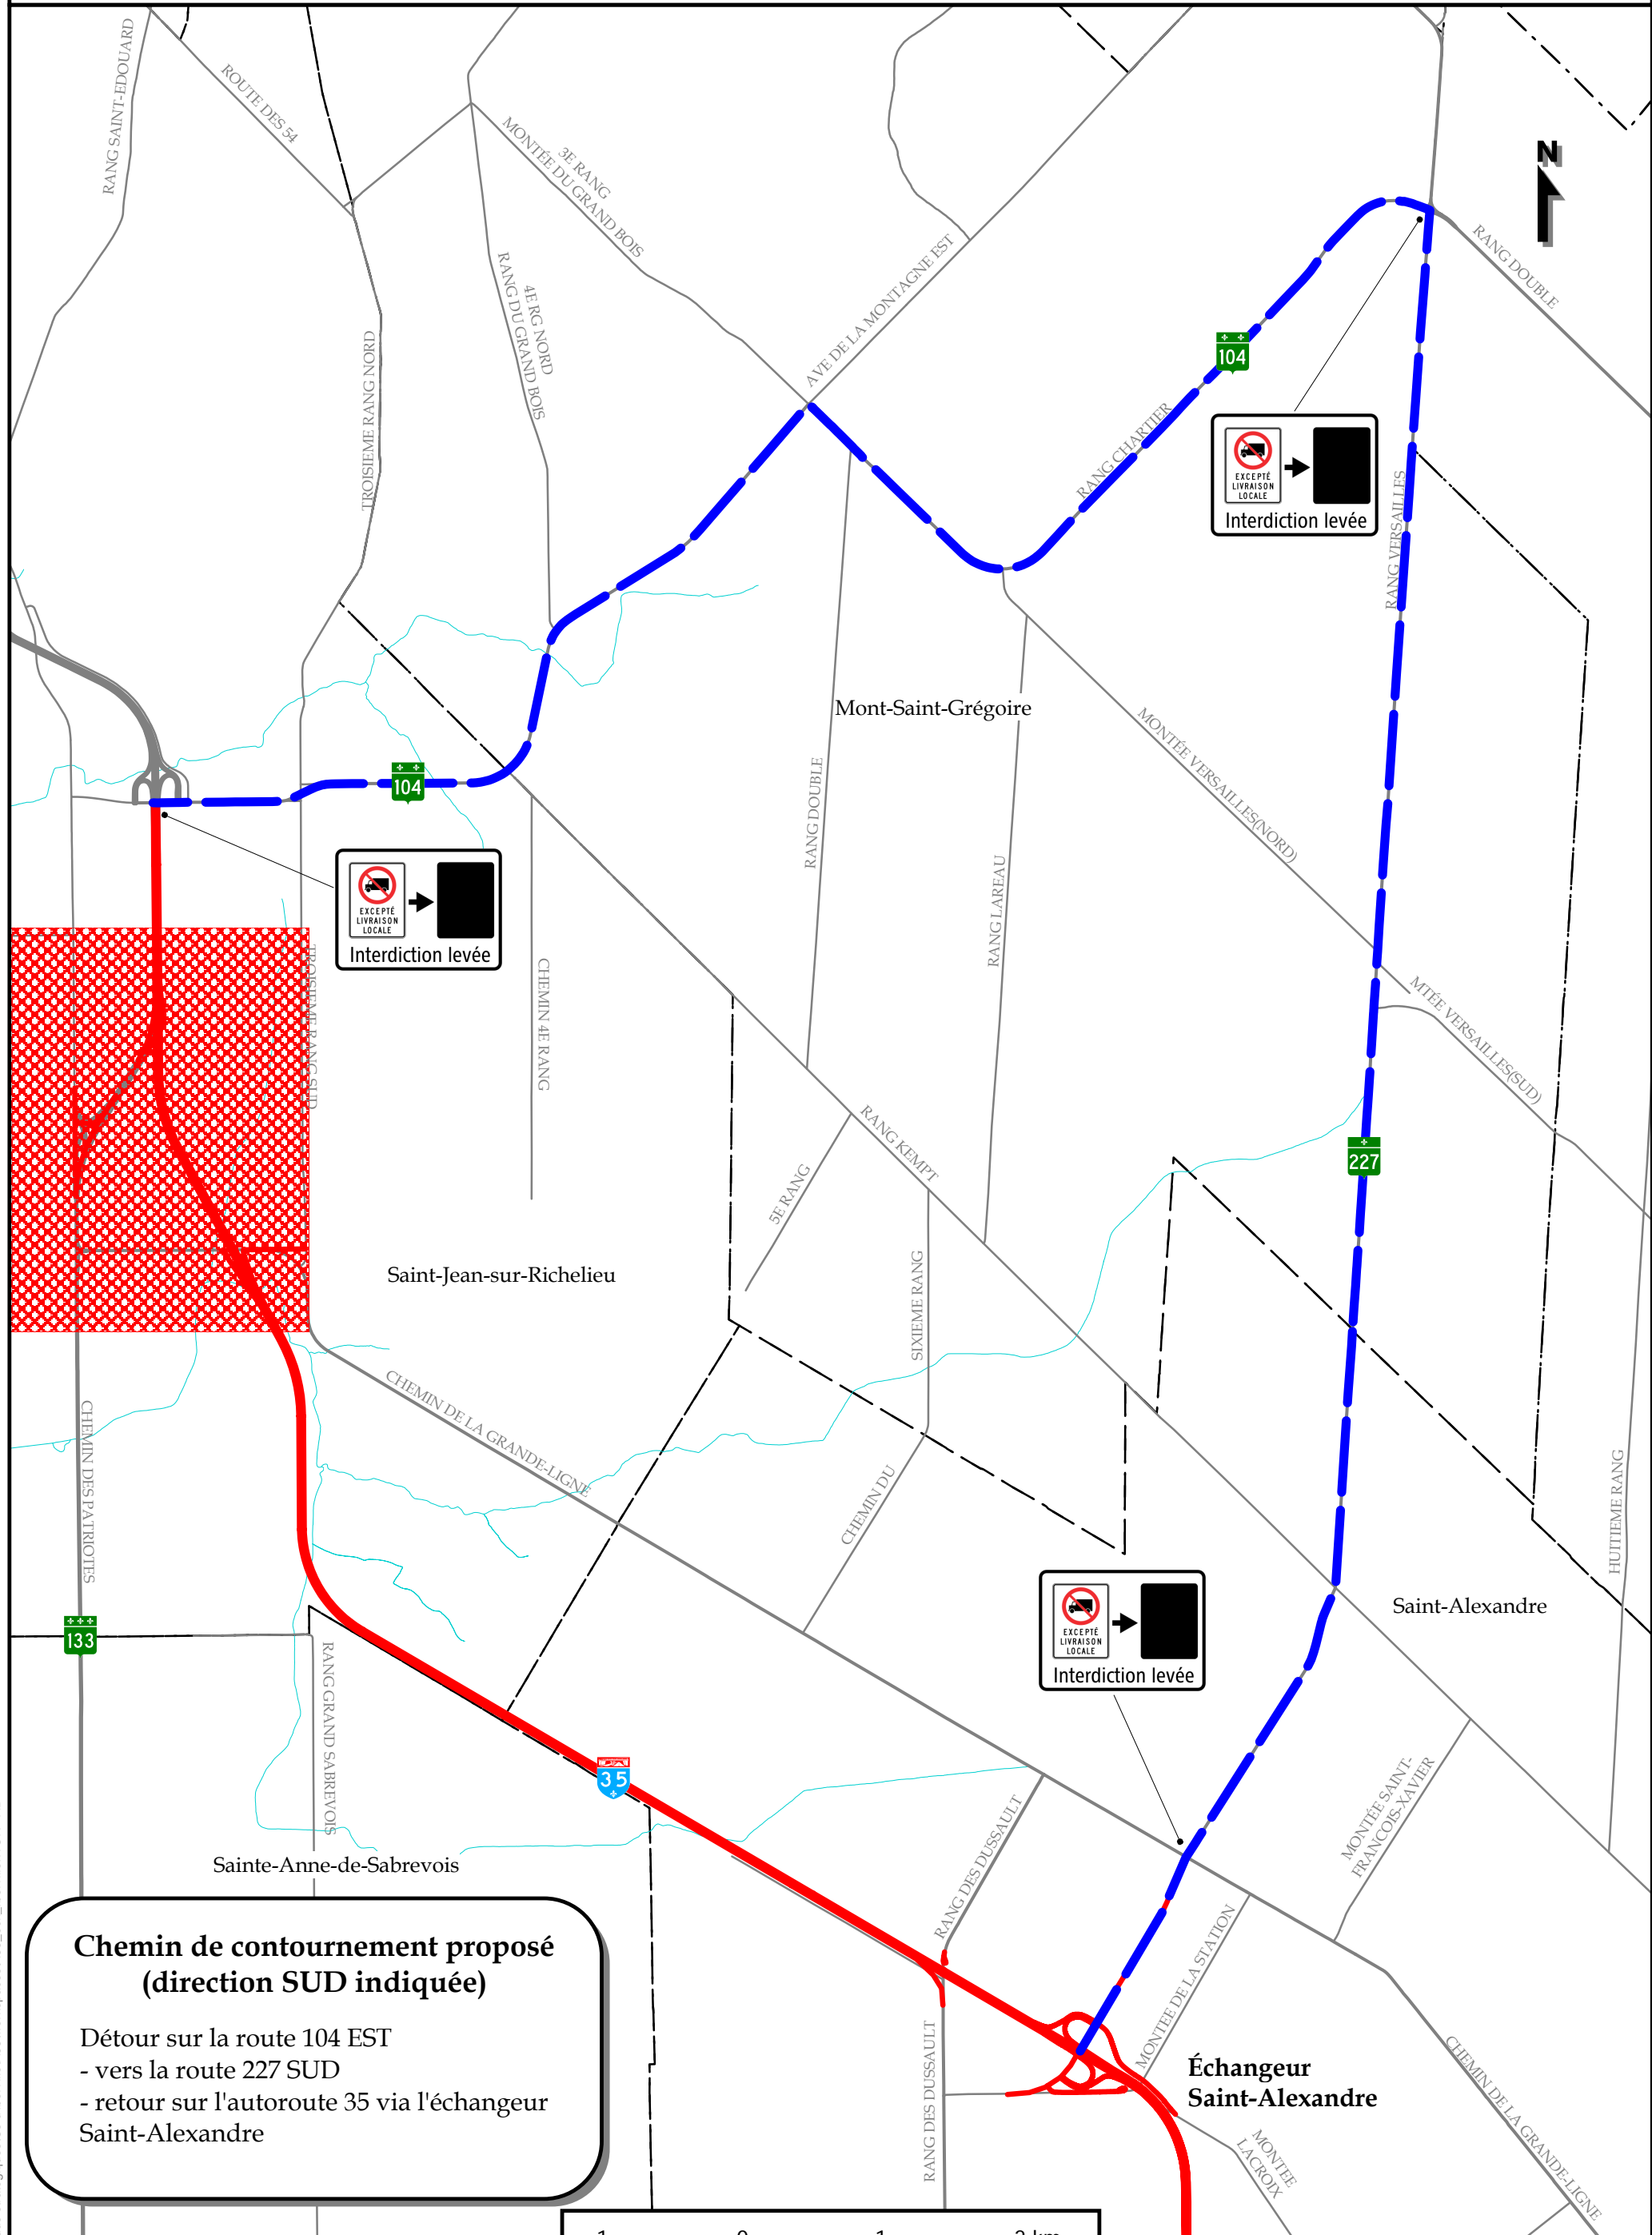 RANG SAINT-EDOUARD
ROUTE DES 54
3E RANG
MONTÉE DU GRAND BOIS
N
4E RG NORD
RANG DU GRAND BOIS
AVE DE LA MONTAGNE EST
RANG DOUBLE
TROISIEME RANG NORD
104
RANG CHARTIER
EXCEPTÉ
LIVRAISON
LOCALE
Interdiction levée
RANG VERSAILLES
Mont-Saint-Grégoire
MONTÉE VERSAILLES(NORD)
104
RANG DOUBLE
RANG LAREAU
EXCEPTÉ
LIVRAISON
LOCALE
Interdiction levée
TROISIEME RANG SUD
CHEMIN 4E RANG
MTÉE VERSAILLES(SUD)
RANG KEMPT
227
5E RANG
Saint-Jean-sur-Richelieu
SIXIEME RANG
CHEMIN DE LA GRANDE-LIGNE
CHEMIN DES PATRIOTES
CHEMIN DU
HUITIEME RANG
EXCEPTÉ
LIVRAISON
LOCALE
Interdiction levée
Saint-Alexandre
133
RANG GRAND SABREVOIS
35
MONTÉE SAINT-
FRANCOIS-XAVIER
RANG DES DUSSAULT
Sainte-Anne-de-Sabrevois
MONTEE DE LA STATION
Chemin de contournement proposé
(direction SUD indiquée)
Détour sur la route 104 EST
- vers la route 227 SUD
- retour sur l'autoroute 35 via l'échangeur
Saint-Alexandre
RANG DES DUSSAULT
Échangeur
Saint-Alexandre
CHEMIN DE LA GRANDE-LIGNE
MONTEE
LACROIX
1 0 1 2 km